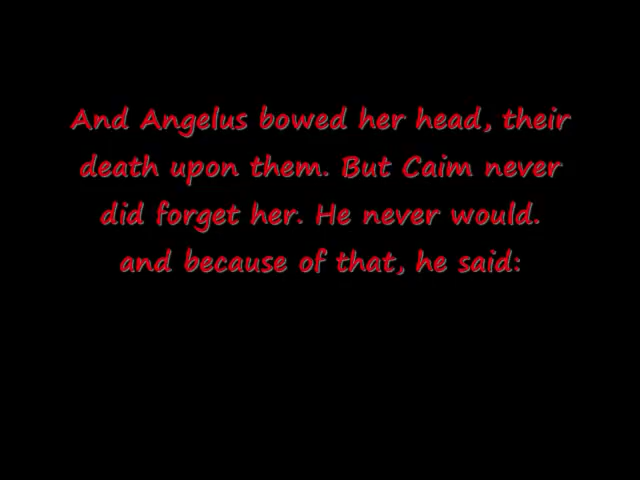 And Angelus bowed her head, their
death upon them. But Caim never
did forget her. He never would.
and because of that, he said: